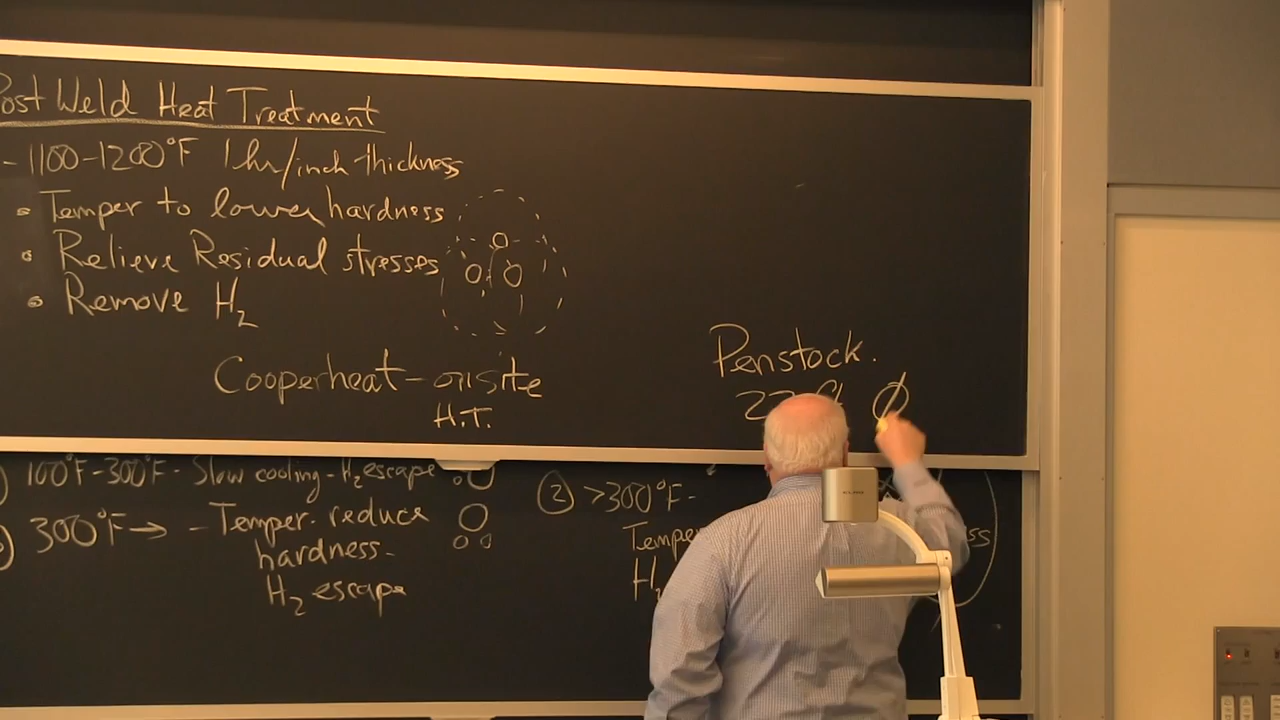 Post Weld Heat Treatment
- 1100-1200°F 1hr/inch thickness
• Temper to lower hardness
• Relieve Residual stresses
• Remove H2
Cooperheat - onsite
H.T.
Penstock.
Ø
100°F-300°F - Slow cooling - H2 escape
300°F → - Temper. reduce
hardness -
H2 escape
② >300°F -